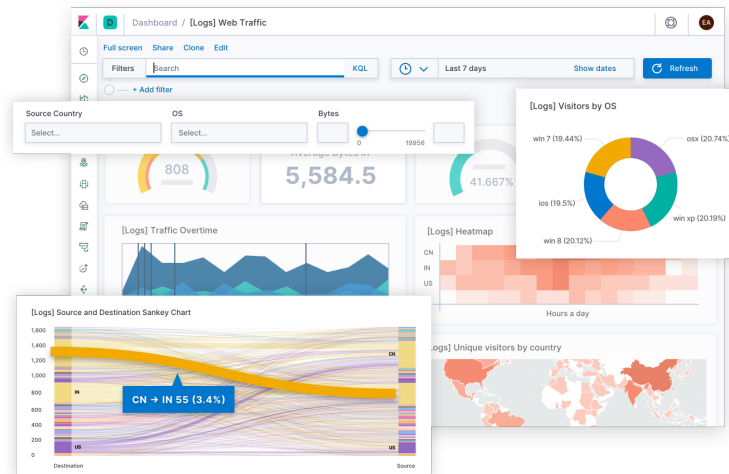 D Dashboard / [Logs] Web Traffic EA
Full screen Share Clone Edit
Filters Search KQL Last 7 days Show dates Refresh
+ Add filter
Source Country OS Bytes
Select... Select... 0 19956
[Logs] Visitors by OS
win 7 (19.44%) osx (20.74%)
ios (19.5%) win xp (20.19%)
win 8 (20.12%)
808
Average Bytes In
5,584.5
41.667%
[Logs] Traffic Overtime
[Logs] Heatmap
CN
IN
US
Hours a day
[Logs] Source and Destination Sankey Chart
1,600
1,400
1,200
1,000
800
600
400
200
0
CN
IN
CN → IN 55 (3.4%)
US US
Destination Source
Logs] Unique visitors by country